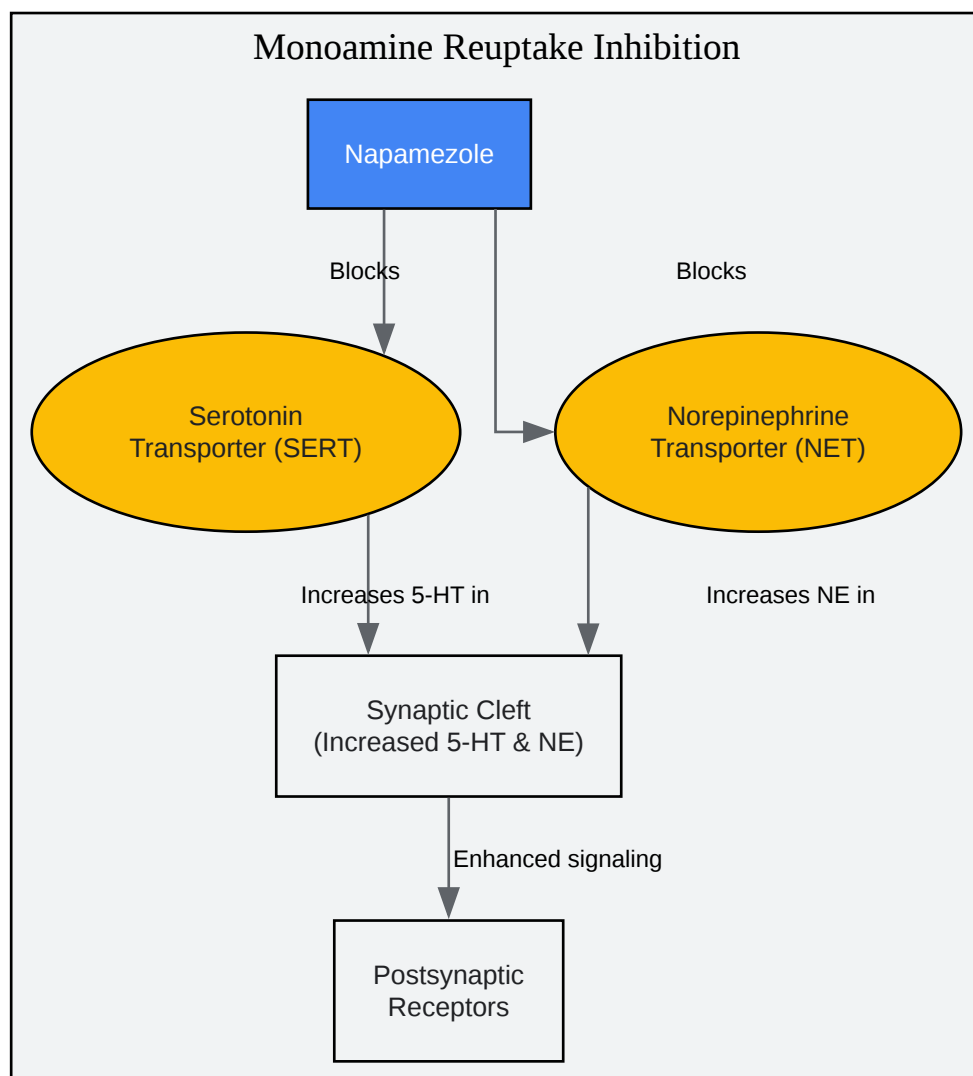 Monoamine Reuptake Inhibition
Napamezole
Blocks
Blocks
Serotonin
Transporter (SERT)
Norepinephrine
Transporter (NET)
Increases 5-HT in
Increases NE in
Synaptic Cleft
(Increased 5-HT & NE)
Enhanced signaling
Postsynaptic
Receptors